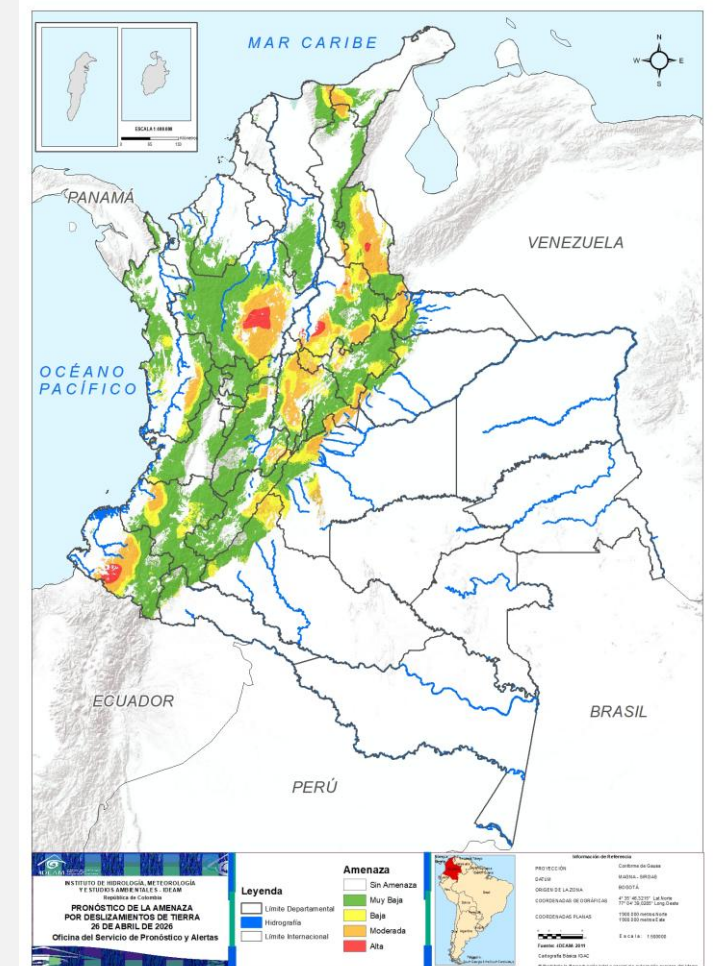 MAR CARIBE
N
W
E
S
ESCALA 1:
PANAMÁ
VENEZUELA
OCÉANO
PACÍFICO
ECUADOR
BRASIL
PERÚ
IDEAM
INSTITUTO DE HIDROLOGÍA, METEOROLOGÍA
Y ESTUDIOS AMBIENTALES - IDEAM
República de Colombia
PRONÓSTICO DE LA AMENAZA
POR DESLIZAMIENTOS DE TIERRA
26 DE ABRIL DE 2026
Oficina del Servicio de Pronóstico y Alertas
Leyenda
Límite Departamental
Hidrografía
Límite Internacional
Amenaza
Sin Amenaza
Muy Baja
Baja
Moderada
Alta
Información de Referencia
PROYECCIÓN
Conforme de Gauss
DATUM
MAGNA - SIRGAS
ORIGEN DE LA ZONA
BOGOTÁ
COORDENADAS GEOGRÁFICAS
COORDENADAS PLANAS
Escala:
Fuente: IDEAM 2011
Cartografía Básica IGAC